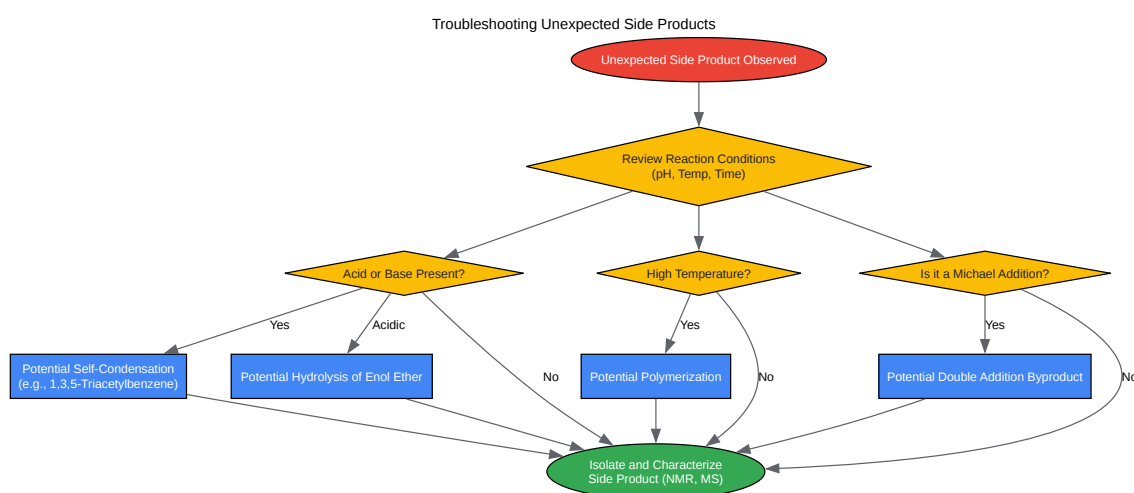 Troubleshooting Unexpected Side Products
Unexpected Side Product Observed
Review Reaction Conditions
(pH, Temp, Time)
Acid or Base Present?
High Temperature?
Is it a Michael Addition?
Yes
Acidic
Yes
Yes
Potential Self-Condensation
(e.g., 1,3,5-Triacetylbenzene)
Potential Hydrolysis of Enol Ether
No
Potential Polymerization
No
Potential Double Addition Byproduct
No
Isolate and Characterize
Side Product (NMR, MS)